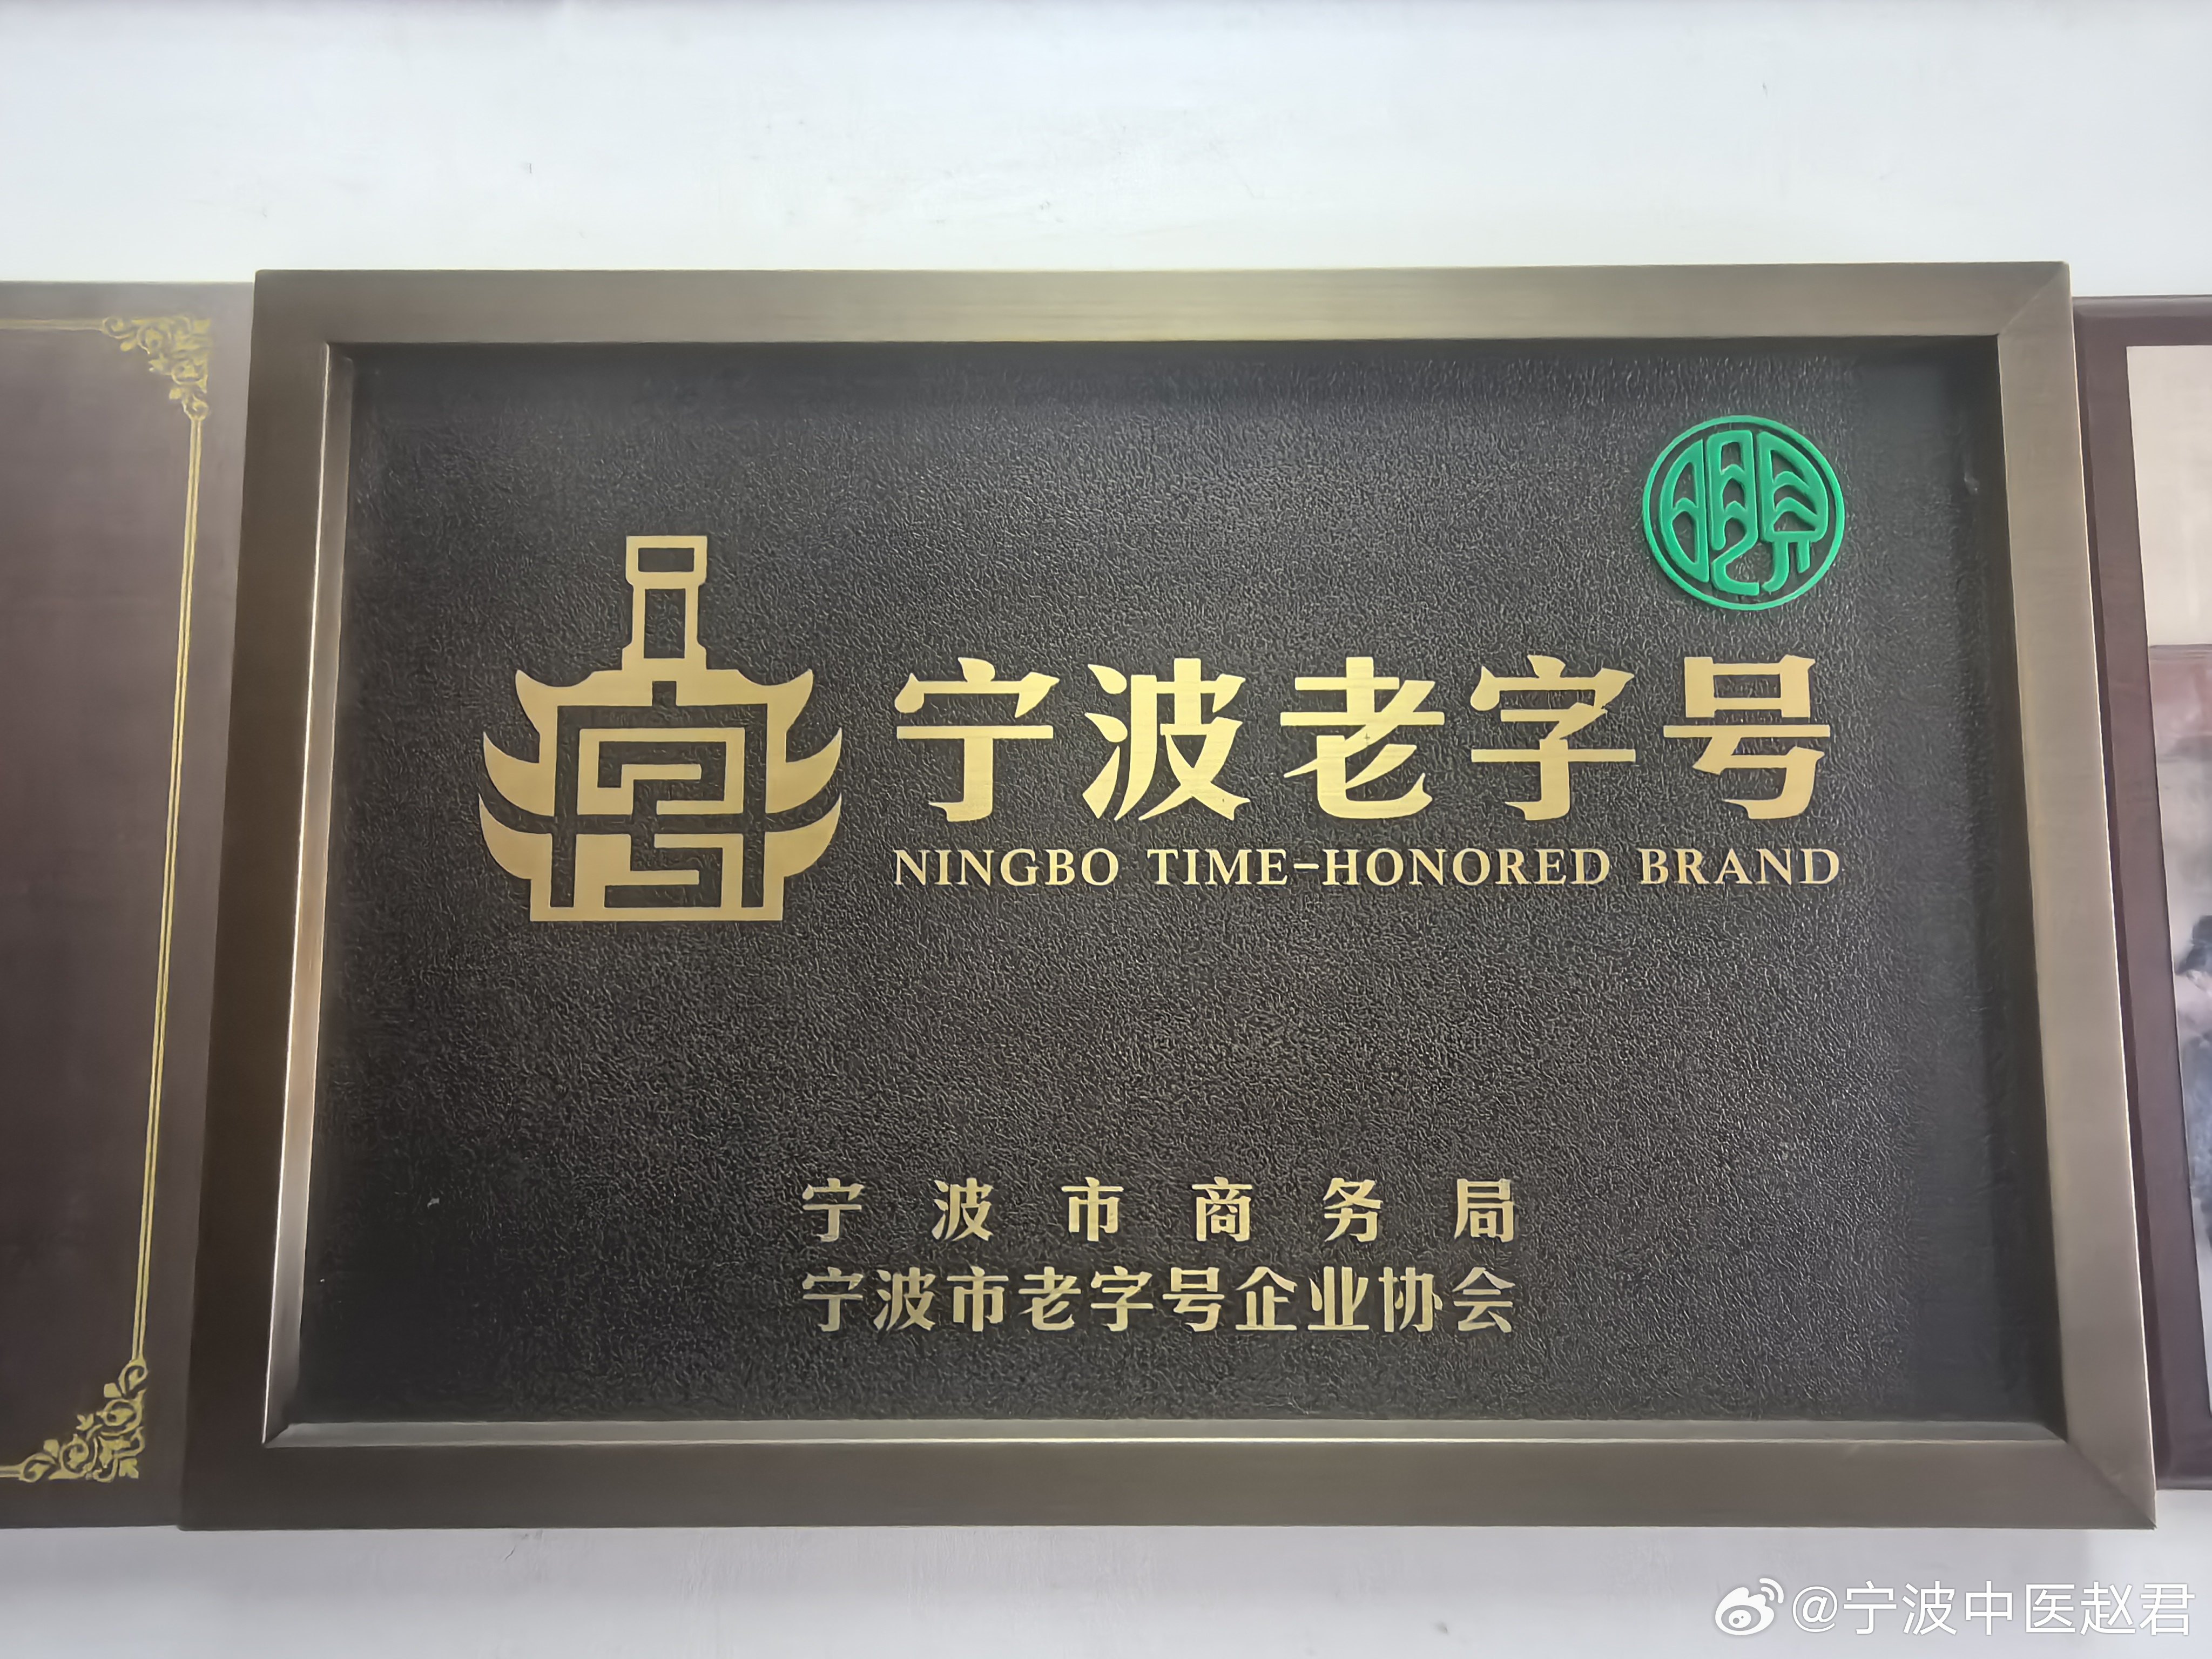 宁波老字号
NINGBO TIME-HONORED BRAND
宁波市商务局
宁波市老字号企业协会
@宁波中医赵君